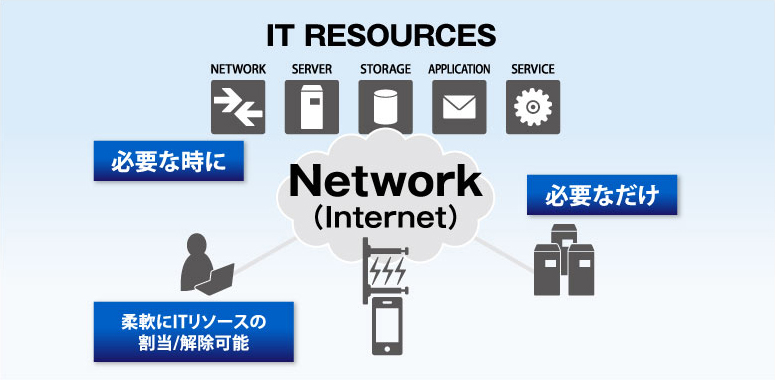 IT RESOURCES
NETWORK
SERVER
STORAGE
APPLICATION
SERVICE
必要な時に
Network
(Internet)
必要なだけ
柔軟にITリソースの
割当/解除可能